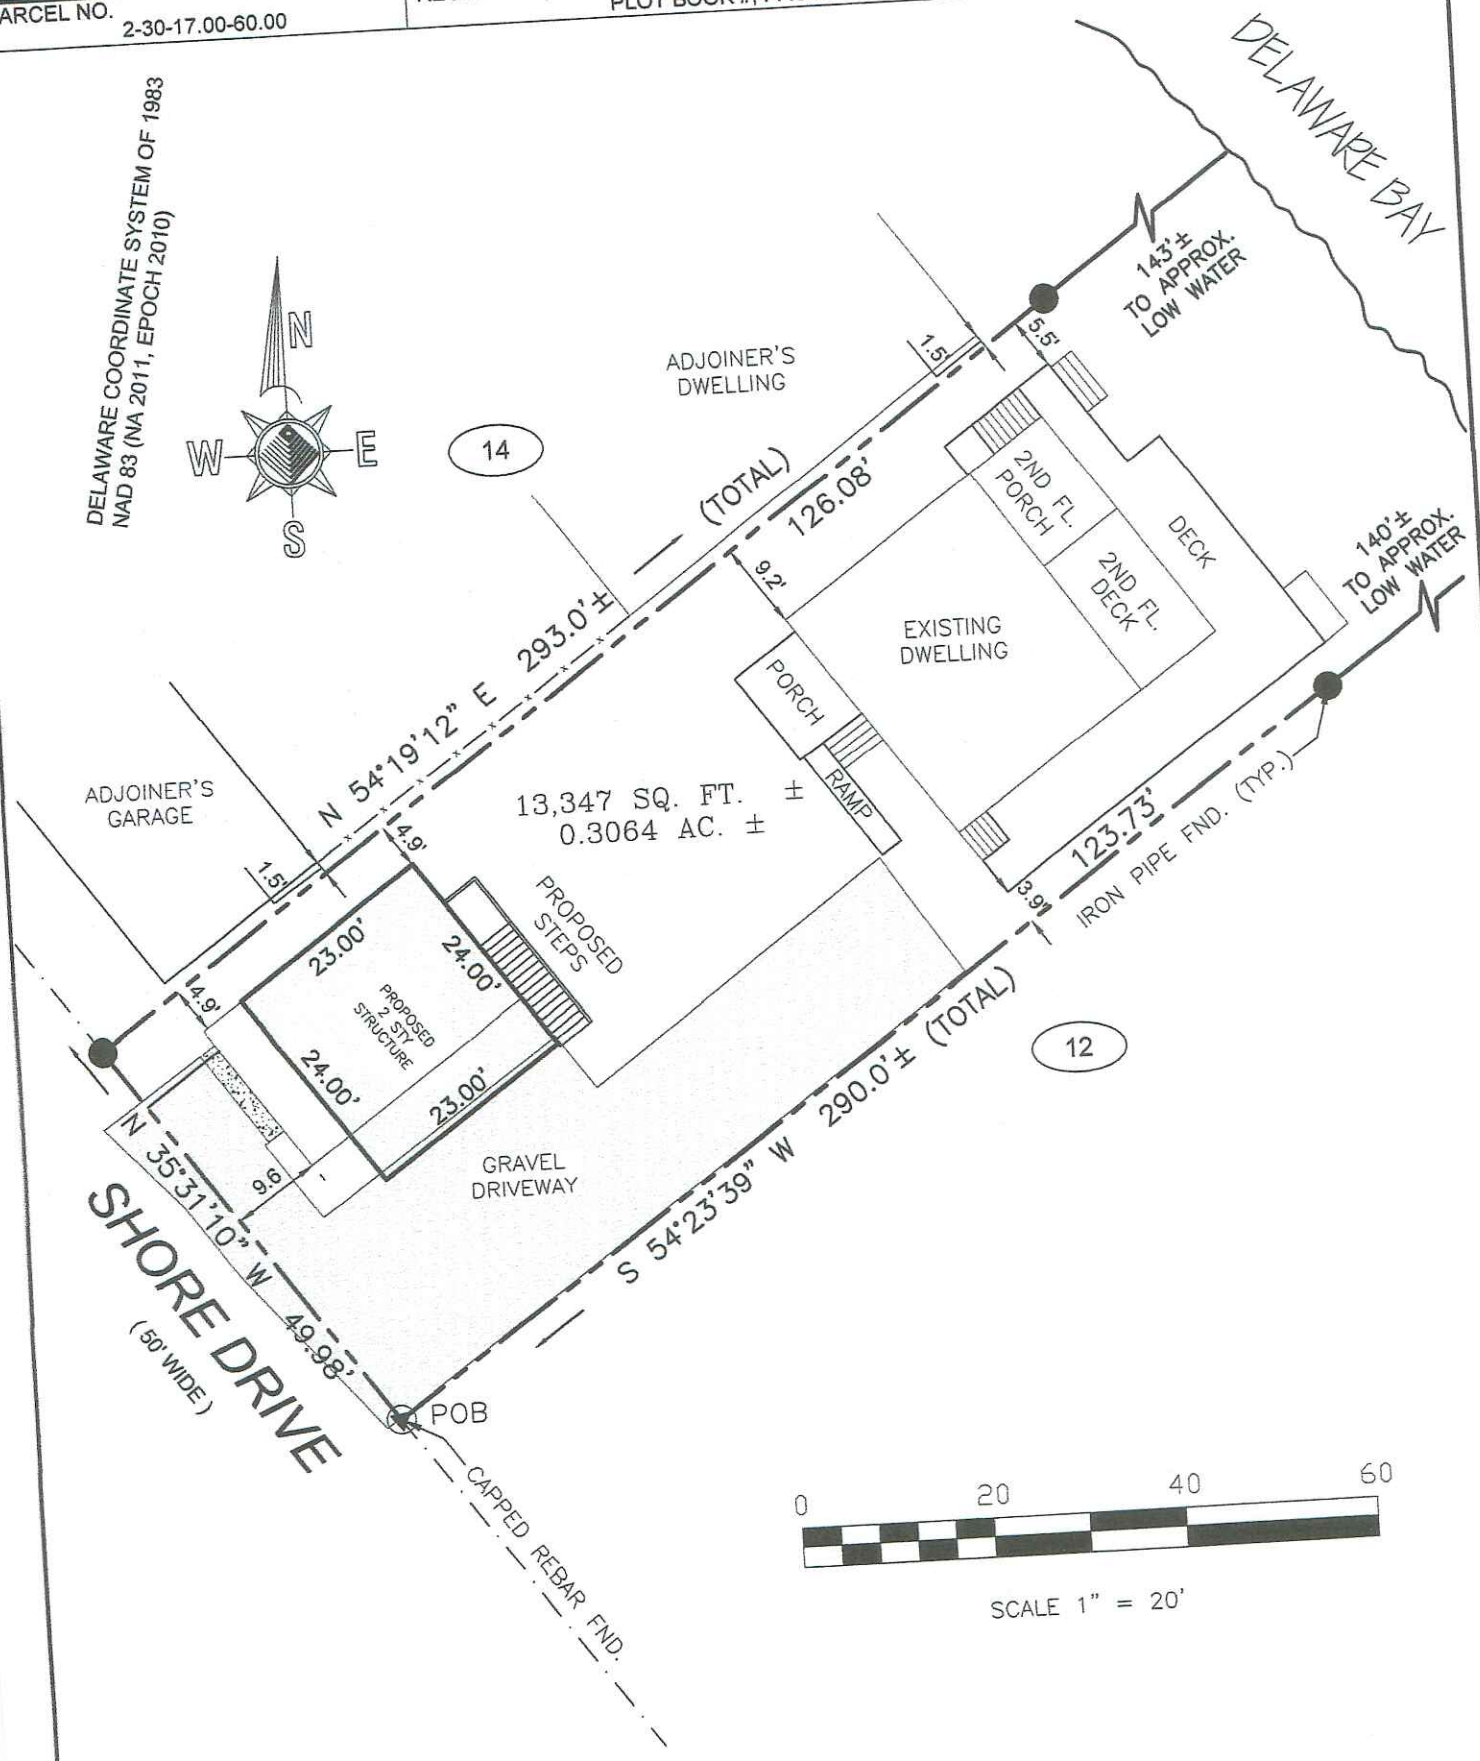 ARCEL NO.
2-30-17.00-60.00
DELAWARE BAY
DELAWARE COORDINATE SYSTEM OF 1983
NAD 83 (NA 2011, EPOCH 2010)
N
W E
S
143'±
TO APPROX.
LOW WATER
5.5'
1.5'
ADJOINER'S
DWELLING
14
(TOTAL)
126.08'
2ND FL.
PORCH
DECK
140'±
TO APPROX.
LOW WATER
2ND FL.
DECK
9.2'
N 54°19'12" E 293.0'±
EXISTING
DWELLING
PORCH
RAMP
ADJOINER'S
GARAGE
13,347 SQ. FT. ±
0.3064 AC. ±
4.9'
1.5'
123.73'
IRON PIPE FND. (TYP.)
3.9'
PROPOSED
STEPS
23.00'
24.00'
4.9'
PROPOSED
2 STY
STRUCTURE
24.00'
23.00'
S 54°23'39" W 290.0'± (TOTAL)
12
GRAVEL
DRIVEWAY
9.6
N 35°31'10" W 49.98'
SHORE DRIVE
( 50' WIDE )
POB
CAPPED REBAR FND.
0 20 40 60
SCALE 1" = 20'